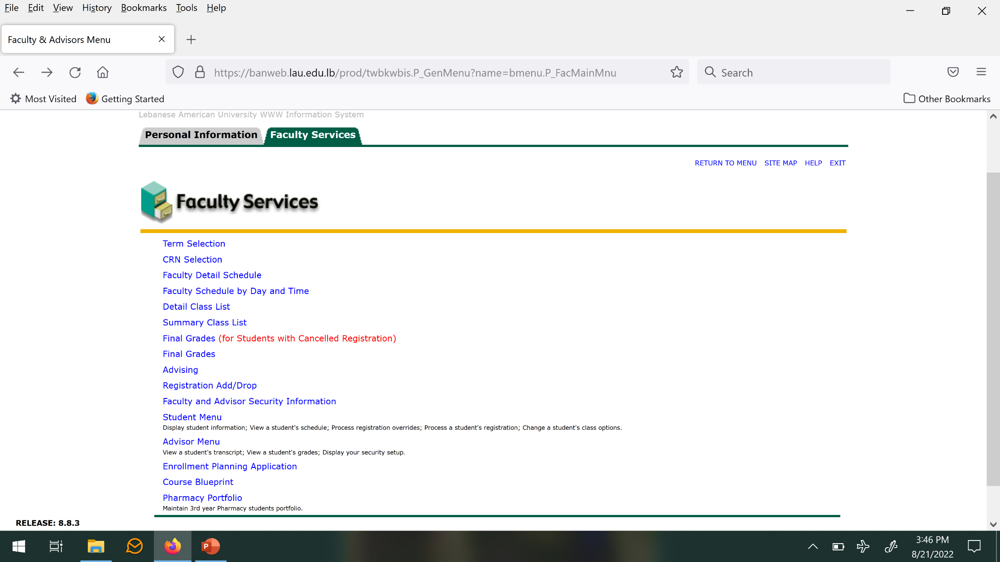 File Edit View History Bookmarks Tools Help
Faculty & Advisors Menu
https://banweb.lau.edu.lb/prod/twbkwbis.P_GenMenu?name=bmenu.P_FacMainMnu
Search
Most Visited Getting Started Other Bookmarks
Lebanese American University WWW Information System
Personal Information Faculty Services
RETURN TO MENU SITE MAP HELP EXIT
Faculty Services
Term Selection
CRN Selection
Faculty Detail Schedule
Faculty Schedule by Day and Time
Detail Class List
Summary Class List
Final Grades (for Students with Cancelled Registration)
Final Grades
Advising
Registration Add/Drop
Faculty and Advisor Security Information
Student Menu
Display student information; View a student's schedule; Process registration overrides; Process a student's registration; Change a student's class options.
Advisor Menu
View a student's transcript; View a student's grades; Display your security setup.
Enrollment Planning Application
Course Blueprint
Pharmacy Portfolio
Maintain 3rd year Pharmacy students portfolio.
RELEASE: 8.8.3
P
3:46 PM
8/21/2022